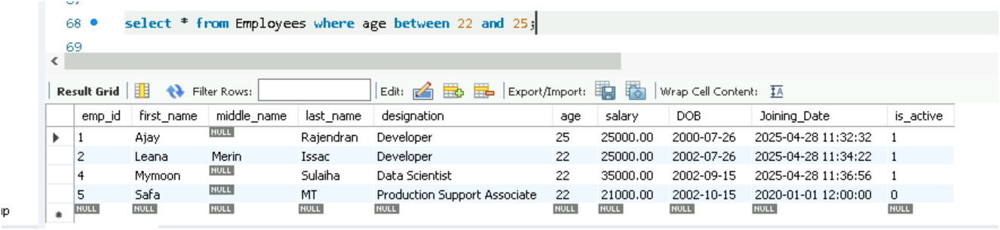 68 select * from Employees where age between 22 and 25;
69
Result Grid Filter Rows: Edit: Export/Import: Wrap Cell Content: IA
emp_id first_name middle_name last_name designation age salary DOB Joining_Date is_active
1 Ajay NULL Rajendran Developer 25 25000.00 2000-07-26 2025-04-28 11:32:32 1
2 Leana Merin Issac Developer 22 25000.00 2002-07-26 2025-04-28 11:34:22 1
4 Mymoon NULL Sulaiha Data Scientist 22 35000.00 2002-09-15 2025-04-28 11:36:56 1
5 Safa NULL MT Production Support Associate 22 21000.00 2002-10-15 2020-01-01 12:00:00 0
NULL NULL NULL NULL NULL NULL NULL NULL NULL NULL